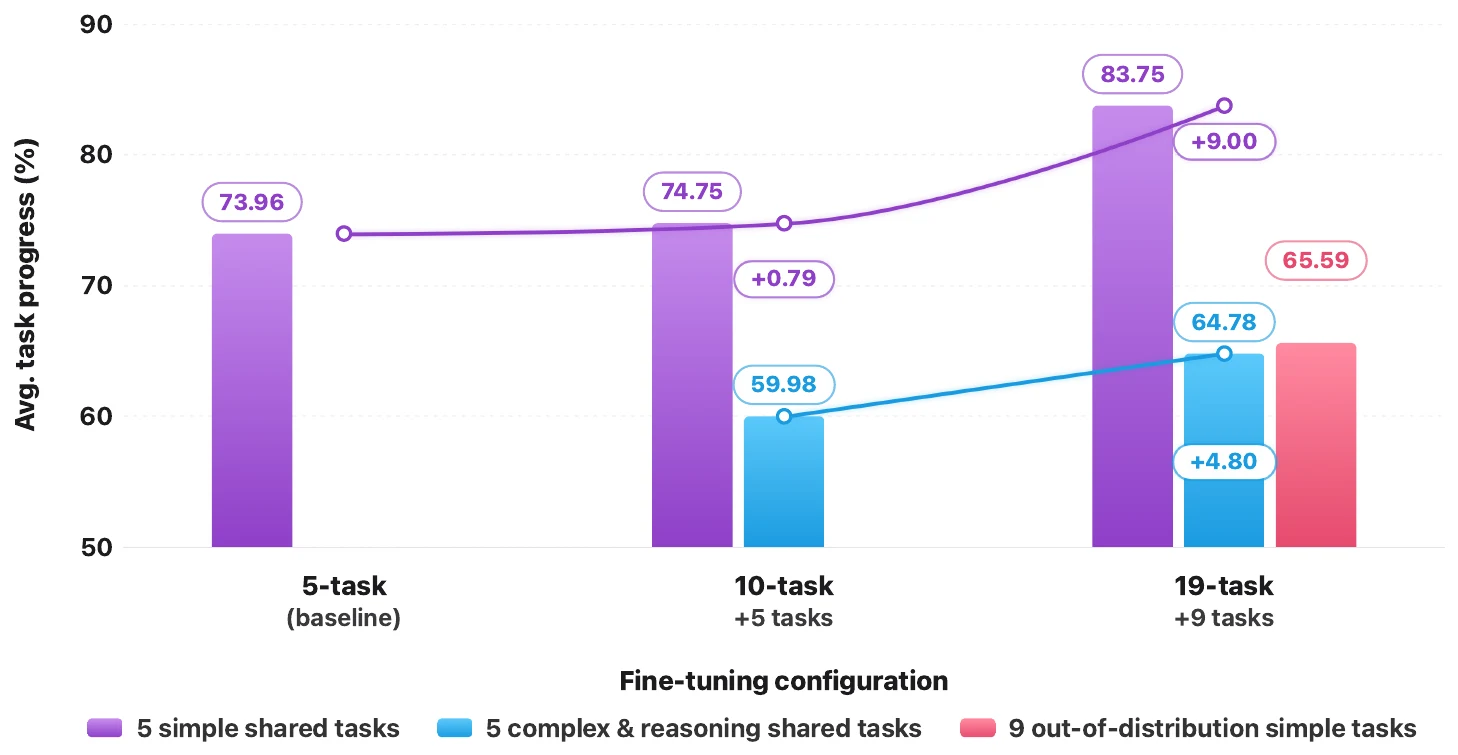 Avg. task progress (%)
90
80
70
60
50
73.96
74.75
+0.79
59.98
83.75
+9.00
65.59
64.78
+4.80
5-task
(baseline)
10-task
+5 tasks
19-task
+9 tasks
Fine-tuning configuration
5 simple shared tasks
5 complex & reasoning shared tasks
9 out-of-distribution simple tasks